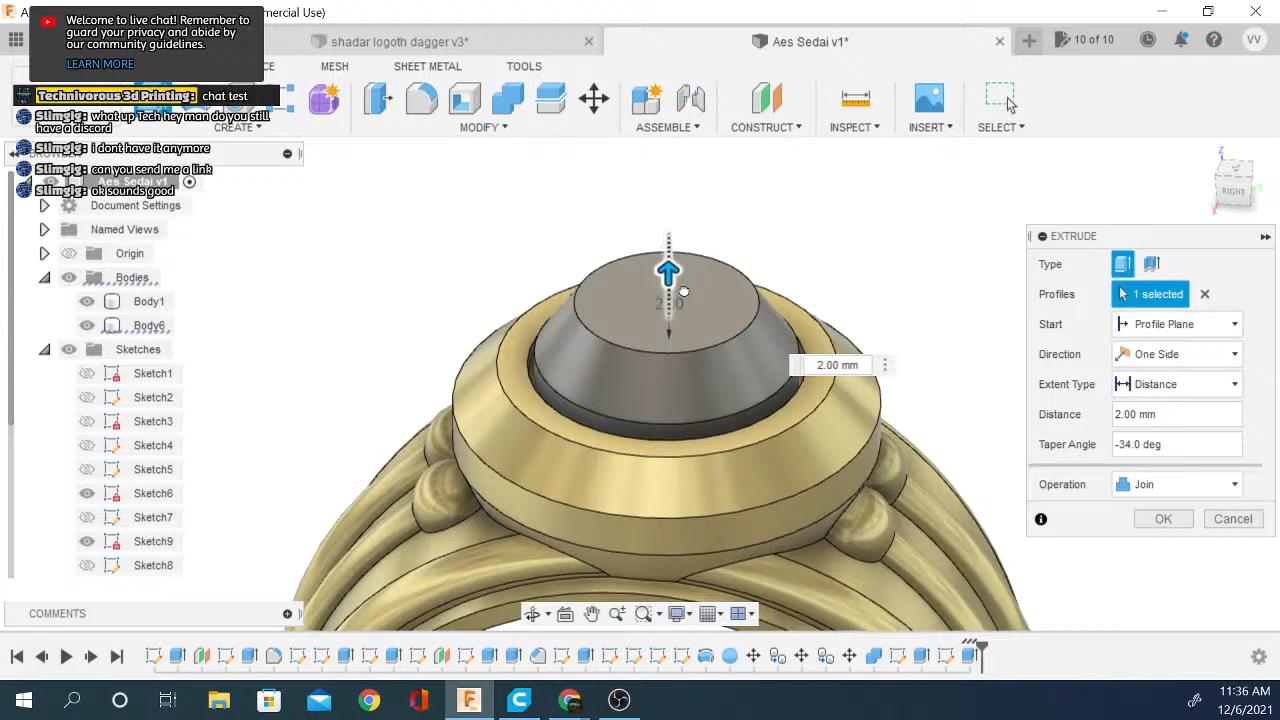 mercial Use)
Welcome to live chat! Remember to
guard your privacy and abide by
our community guidelines.
LEARN MORE
shadar logoth dagger v3*
Aes Sedai v1*
10 of 10
VV
MESH
SHEET METAL
TOOLS
Technivorous 3d Printing: chat test
Slimgig: what up Tech hey man do you still
have a discord
CREATE
MODIFY
ASSEMBLE
CONSTRUCT
INSPECT
INSERT
SELECT
Slimgig: i dont have it anymore
Slimgig: can you send me a link
Aes Sedai v1
Slimgig: ok sounds good
Document Settings
Named Views
Origin
Bodies
Body1
Body6
Sketches
Sketch1
Sketch2
Sketch3
Sketch4
Sketch5
Sketch6
Sketch7
Sketch9
Sketch8
COMMENTS
RIGHT
2.00 mm
EXTRUDE
Type
Profiles 1 selected
Start Profile Plane
Direction One Side
Extent Type Distance
Distance 2.00 mm
Taper Angle -34.0 deg
Operation Join
OK Cancel
11:36 AM
12/6/2021